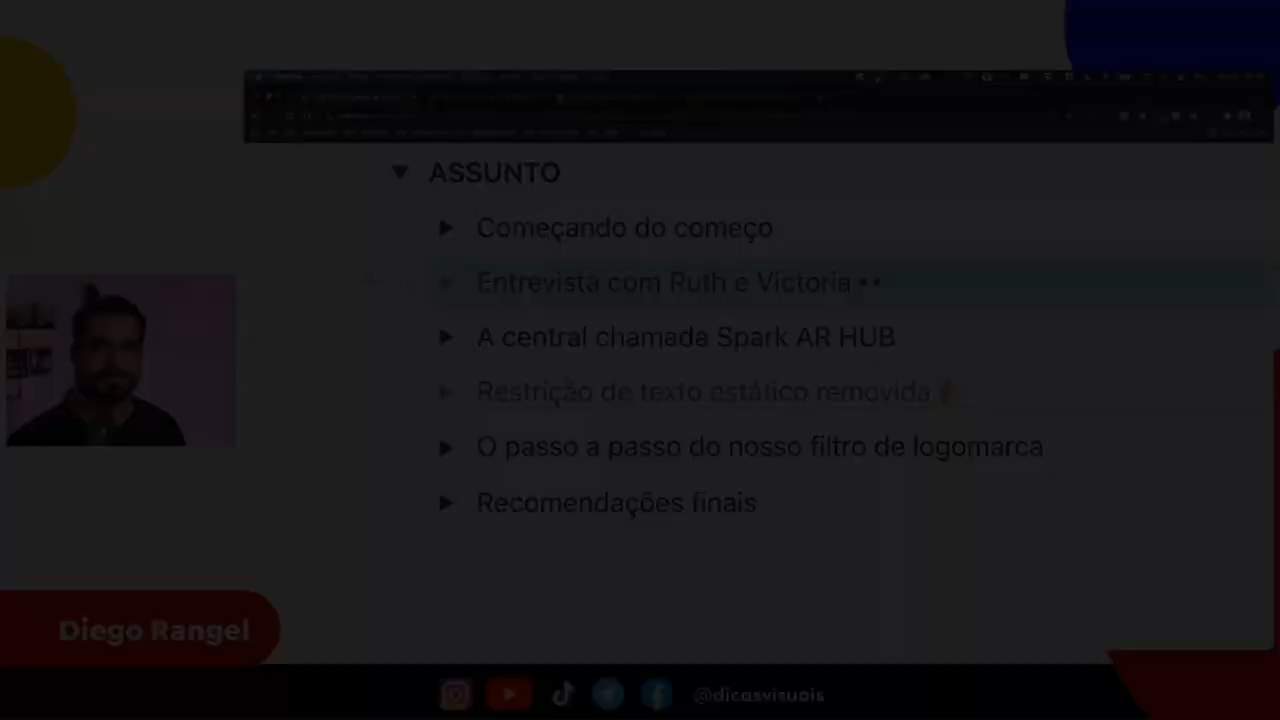 ASSUNTO
Começando do começo
Entrevista com Ruth e Victoria
A central chamada Spark AR HUB
Restrição de texto estático removida
O passo a passo do nosso filtro de logomarca
Recomendações finais
Diego Rangel
@dicasvisuais